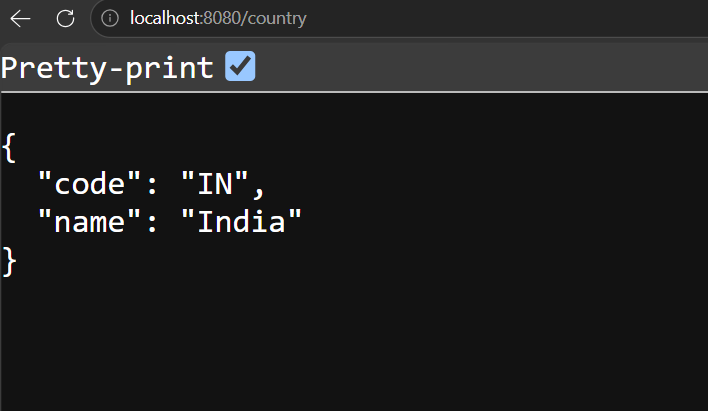 localhost:8080/country
Pretty-print
{
"code": "IN",
"name": "India"
}